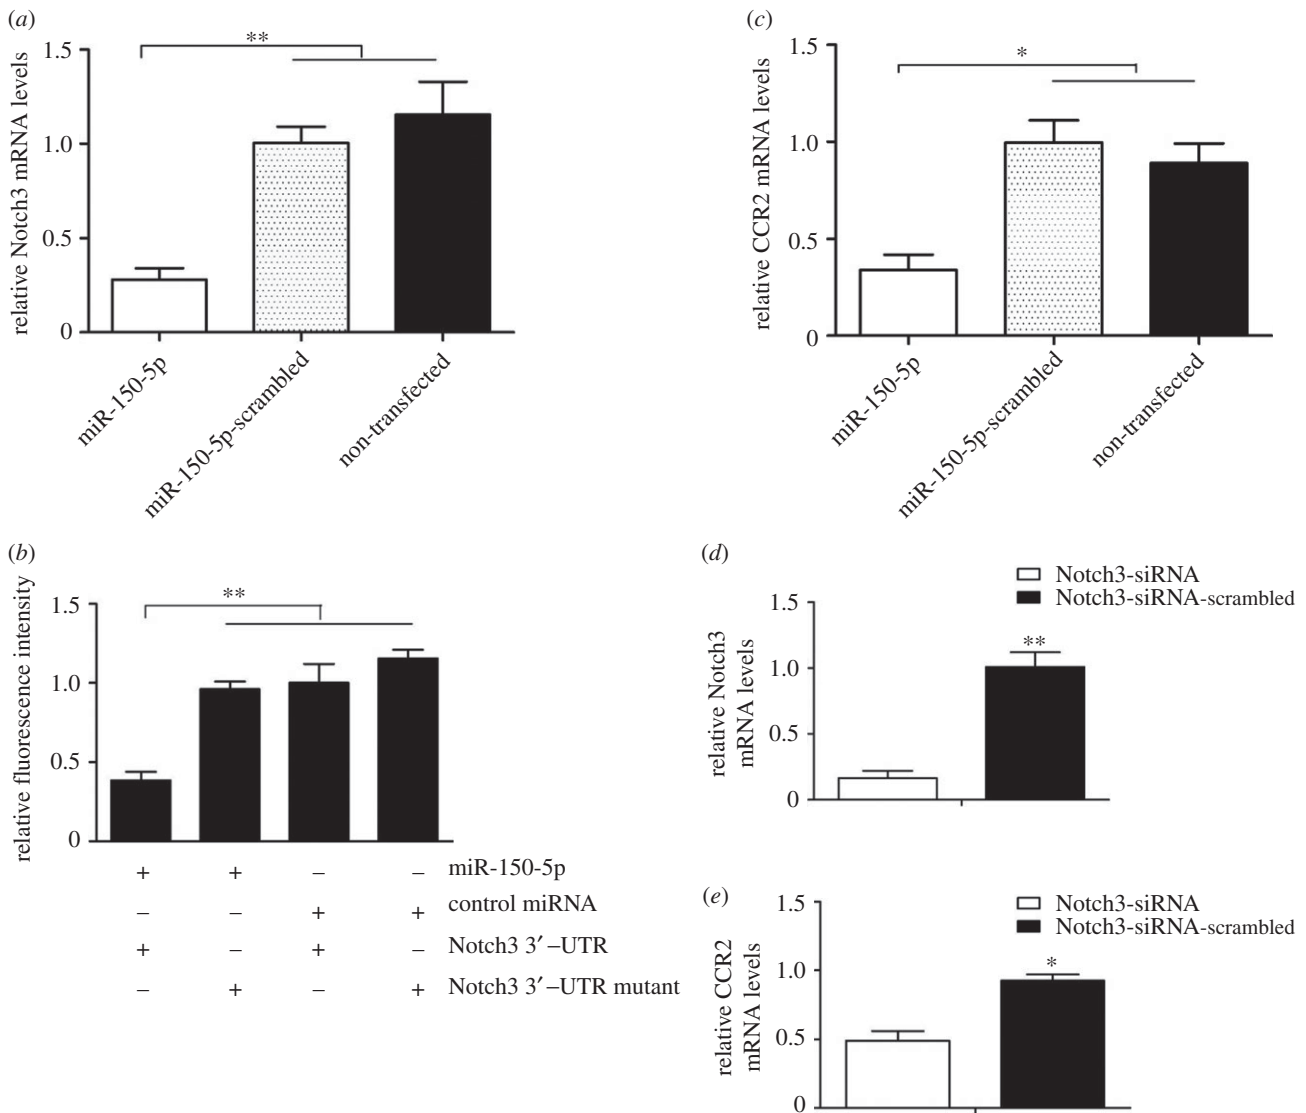 (a)
relative Notch3 mRNA levels
1.5
1.0
0.5
0
**
miR-150-5p
miR-150-5p-scrambled
non-transfected
(c)
relative CCR2 mRNA levels
1.5
1.0
0.5
0
*
miR-150-5p
miR-150-5p-scrambled
non-transfected
(b)
relative fluorescence intensity
1.5
1.0
0.5
0
**
+ + – – miR-150-5p
– – + + control miRNA
+ – + – Notch3 3′–UTR
– + – + Notch3 3′–UTR mutant
(d)
Notch3-siRNA
Notch3-siRNA-scrambled
relative Notch3
mRNA levels
1.5
1.0
0.5
0
**
(e)
Notch3-siRNA
Notch3-siRNA-scrambled
relative CCR2
mRNA levels
1.5
1.0
0.5
0
*